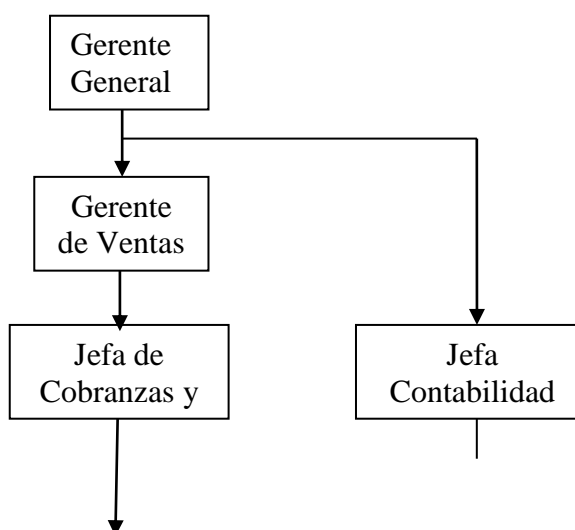 Gerente
General
Gerente
de Ventas
Jefa de
Cobranzas y
Jefa
Contabilidad